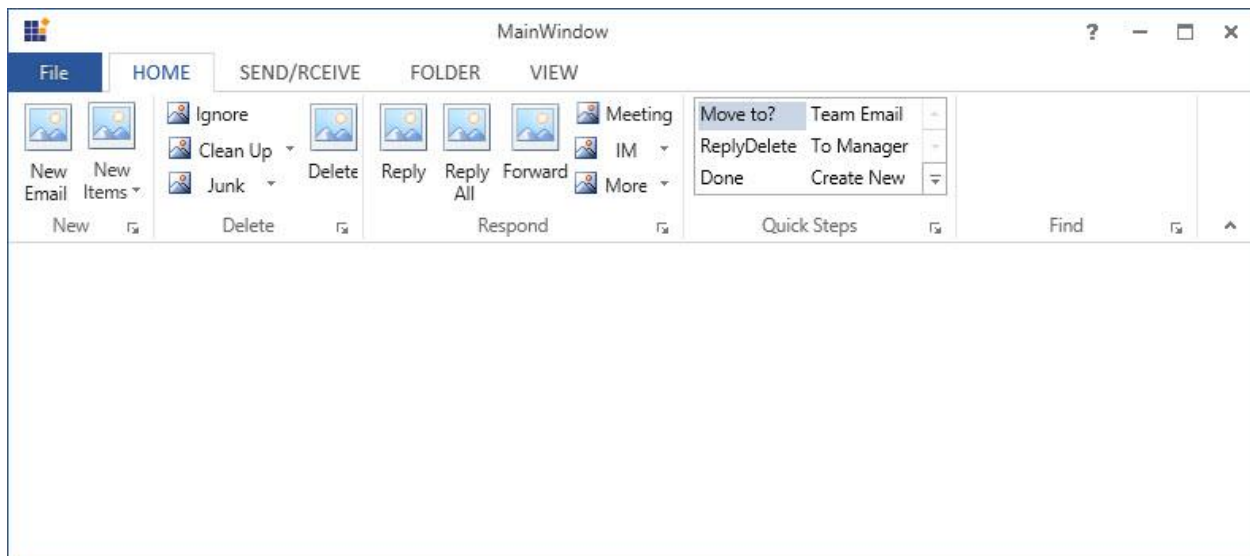 MainWindow ?
File HOME SEND/RCEIVE FOLDER VIEW
New Email
New Items
Ignore
Clean Up
Junk
Delete
Reply
Reply All
Forward
Meeting
IM
More
Move to? Team Email
ReplyDelete To Manager
Done Create New
New Delete Respond Quick Steps Find